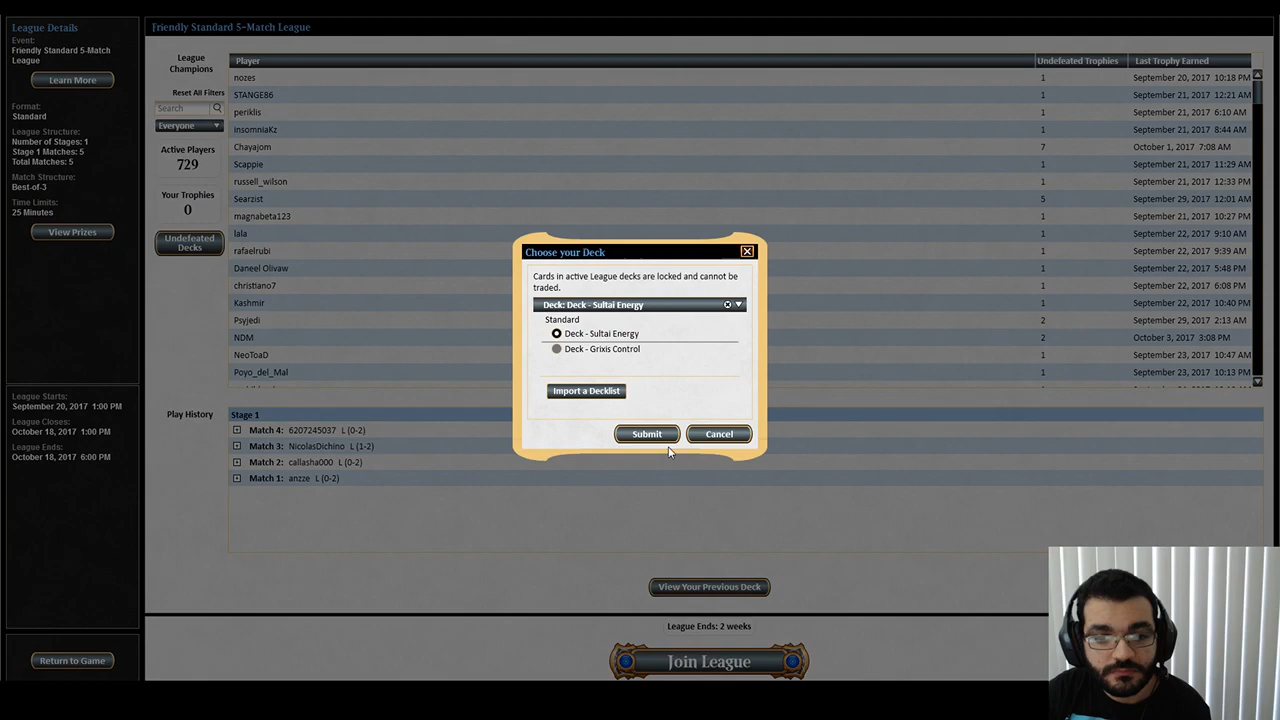 League Details
Event:
Friendly Standard 5-Match
League
Learn More
Format:
Standard
League Structure:
Number of Stages: 1
Stage 1 Matches: 5
Total Matches: 5
Match Structure:
Best-of-3
Time Limits:
25 Minutes
View Prizes
League Starts:
September 20, 2017 1:00 PM
League Closes:
October 18, 2017 1:00 PM
League Ends:
October 18, 2017 6:00 PM
Return to Game
Friendly Standard 5-Match League
League
Champions
Reset All Filters
Search
Everyone
Active Players
729
Your Trophies
0
Undefeated
Decks
Player Undefeated Trophies Last Trophy Earned
nozes 1 September 20, 2017 10:18 PM
STANGE86 1 September 21, 2017 12:21 AM
periklis 1 September 21, 2017 6:10 AM
insomniaKz 1 September 21, 2017 8:44 AM
Chayajom 7 October 1, 2017 7:08 AM
Scappie 1 September 21, 2017 11:29 AM
russell_wilson 1 September 21, 2017 12:33 PM
Searzist 5 September 29, 2017 12:01 AM
magnabeta123 1 September 21, 2017 10:27 PM
lala 1 September 22, 2017 9:10 AM
rafaelrubi 1 September 22, 2017 9:21 AM
Daneel Olivaw 1 September 22, 2017 5:48 PM
christiano7 1 September 22, 2017 6:08 PM
Kashmir 1 September 22, 2017 10:40 PM
Psyjedi 2 September 29, 2017 2:13 AM
NDM 2 October 3, 2017 3:08 PM
NeoToaD 1 September 23, 2017 10:47 AM
Poyo_del_Mal 1 September 23, 2017 10:13 PM
Choose your Deck
Cards in active League decks are locked and cannot be
traded.
Deck: Deck - Sultai Energy
Standard
Deck - Sultai Energy
Deck - Grixis Control
Import a Decklist
Submit Cancel
Play History
Stage 1
Match 4: 6207245037 L (0-2)
Match 3: NicolasDichino L (1-2)
Match 2: callasha000 L (0-2)
Match 1: anzze L (0-2)
View Your Previous Deck
League Ends: 2 weeks
Join League